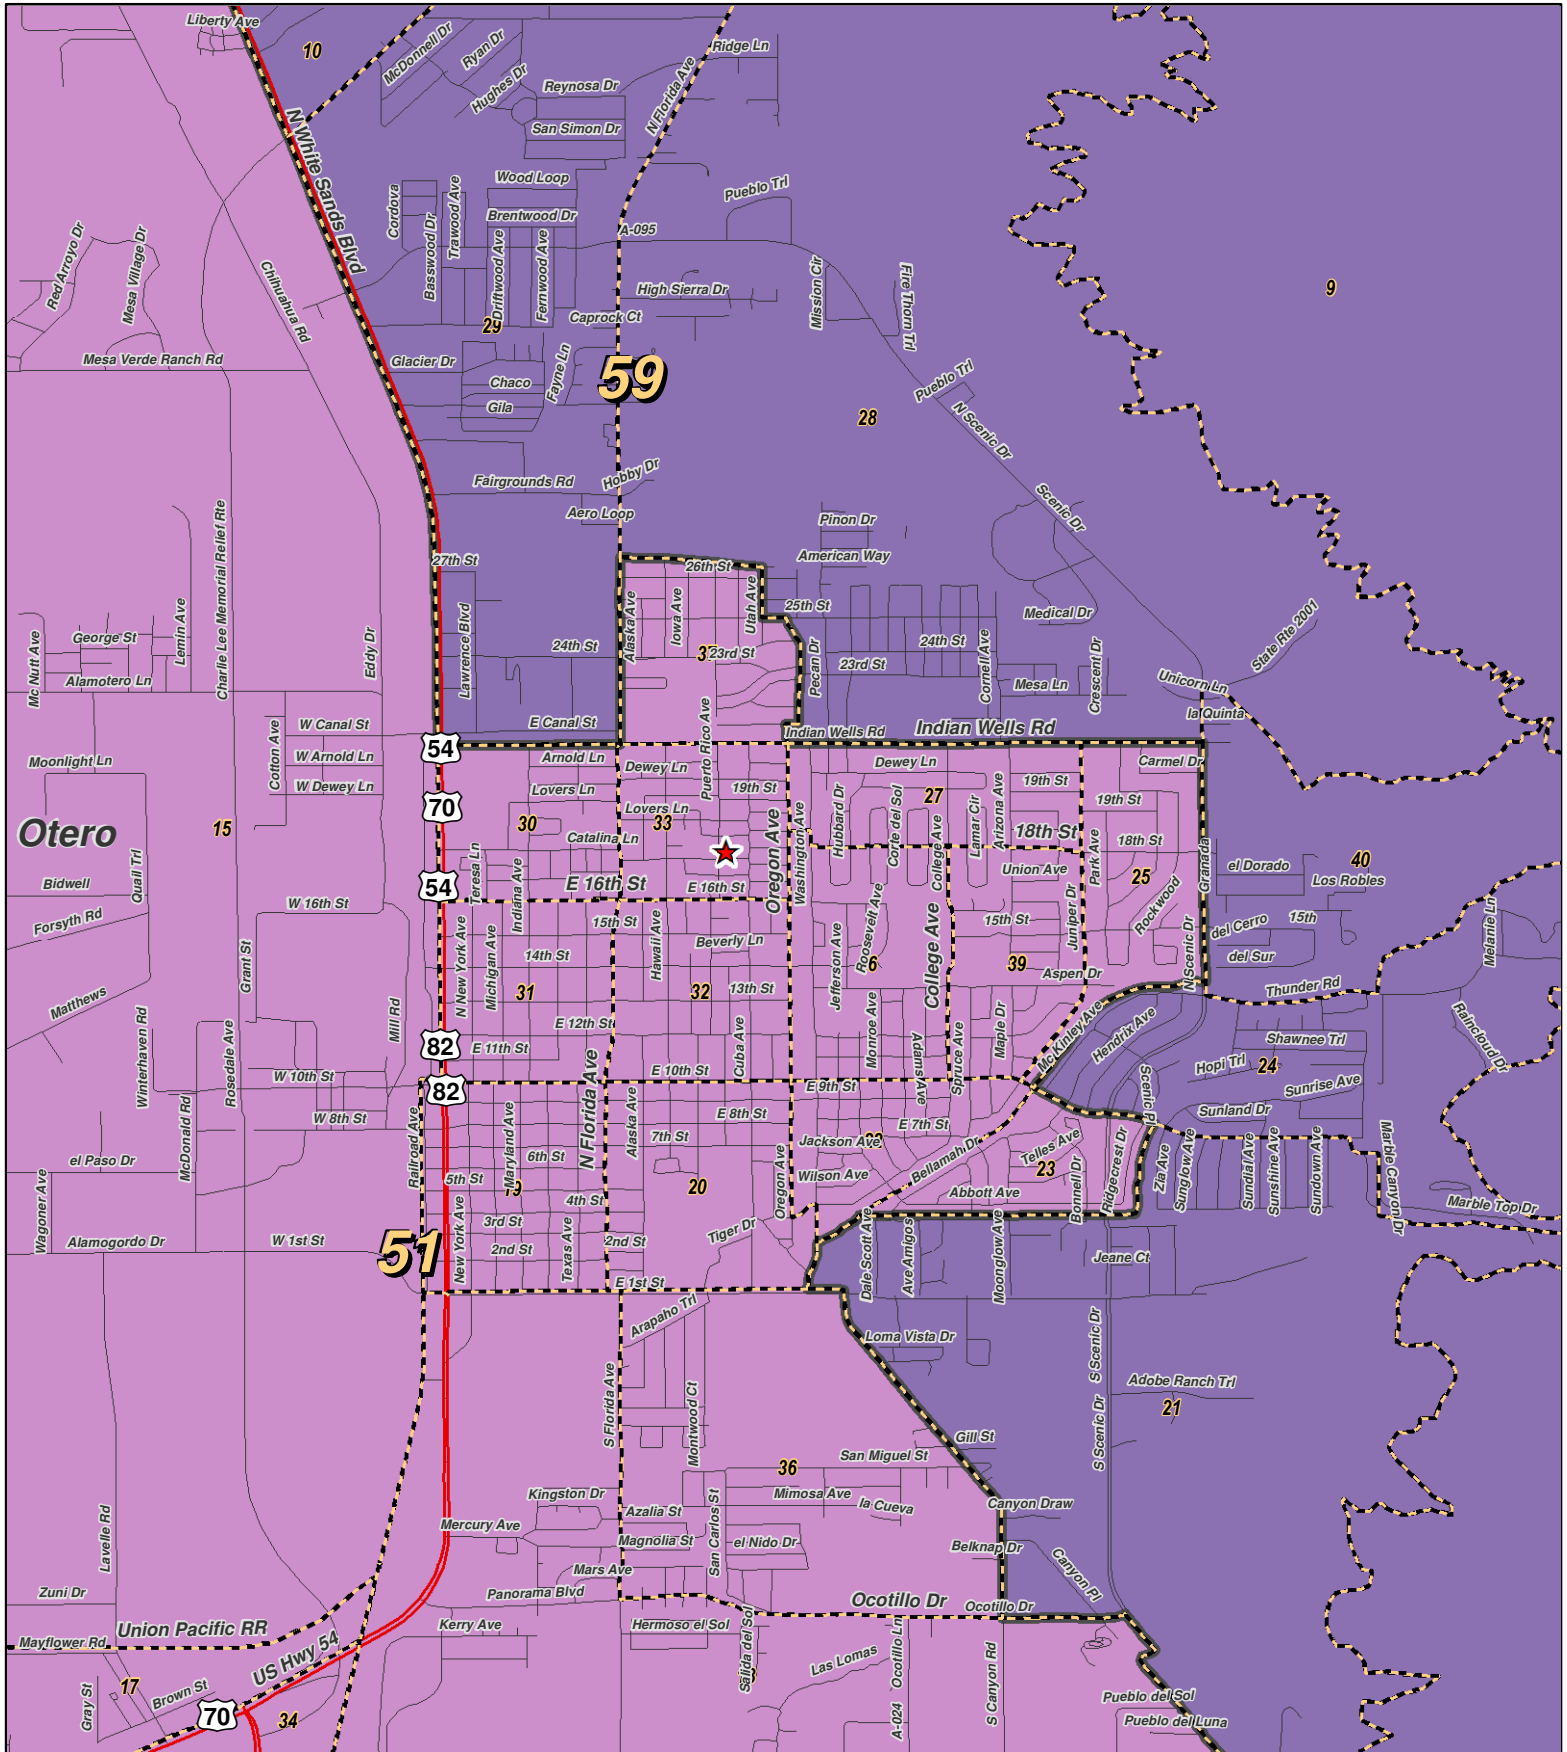 Liberty Ave
10
McDonnell Dr
Ryan Dr
Hughes Dr
Ridge Ln
Reynosa Dr
N Florida Ave
San Simon Dr
N White Sands Blvd
Wood Loop
Pueblo Trl
Cordova
Trawood Ave
Brentwood Dr
A-095
Basswood Dr
Driftwood Ave
Fernwood Ave
Red Arroyo Dr
Mesa Village Dr
Chihuahua Rd
High Sierra Dr
Mission Cir
Fire Thorn Trl
9
29
Caprock Ct
Mesa Verde Ranch Rd
Glacier Dr
Fayne Ln
59
Chaco
Gila
Pueblo Trl
28
N Scenic Dr
Fairgrounds Rd
Hobby Dr
Scenic Dr
Aero Loop
Pinon Dr
American Way
27th St
26th St
Charlie Lee Memorial Relief Rte
Alaska Ave
Iowa Ave
Utah Ave
25th St
Medical Dr
State Rte 2001
Mc Nutt Ave
George St
Lemin Ave
Eddy Dr
Lawrence Blvd
24th St
23rd St
Pecan Dr
24th St
23rd St
Cornell Ave
Crescent Dr
Alamotero Ln
Mesa Ln
Unicorn Ln
la Quinta
Cotton Ave
W Canal St
E Canal St
Puerto Rico Ave
Indian Wells Rd
Indian Wells Rd
54
W Arnold Ln
Arnold Ln
Dewey Ln
Dewey Ln
Carmel Dr
Moonlight Ln
W Dewey Ln
Lovers Ln
19th St
19th St
19th St
70
Lovers Ln
Hubbard Dr
Corte del Sol
27
Lamar Cir
Arizona Ave
Otero
15
30
33
Catalina Ln
Oregon Ave
Washington Ave
College Ave
18th St
Park Ave
18th St
Granada
40
Quail Trl
Teresa Ln
Indiana Ave
Union Ave
25
el Dorado
Los Robles
Bidwell
54
E 16th St
E 16th St
Roosevelt Ave
Juniper Dr
Rockwood
Forsyth Rd
W 16th St
15th St
15th St
del Cerro
15th
Melanie Ln
Grant St
N New York Ave
Michigan Ave
14th St
Hawaii Ave
Beverly Ln
Jefferson Ave
College Ave
39
Aspen Dr
N Scenic Dr
del Sur
Matthews
31
32
13th St
Thunder Rd
Winterhaven Rd
Rosedale Ave
Mill Rd
E 12th St
82
E 11th St
Cuba Ave
Monroe Ave
Adams Ave
Spruce Ave
Maple Dr
Mc Kinley Ave
Hendrix Ave
Shawnee Trl
Raincloud Dr
W 10th St
E 10th St
Hopi Trl
24
Sunrise Ave
82
E 9th St
Scenic Pl
Sunland Dr
McDonald Rd
W 8th St
Railroad Ave
Maryland Ave
N Florida Ave
Alaska Ave
E 8th St
E 7th St
Jackson Ave
7th St
Bellamah Dr
Telles Ave
Marble Canyon Dr
el Paso Dr
6th St
23
Ridgecrest Dr
Zia Ave
Sunglow Ave
Sundial Ave
Sunshine Ave
Sundown Ave
5th St
19
20
Oregon Ave
Wilson Ave
Abbott Ave
Bonnell Dr
Marble Top Dr
Wagoner Ave
New York Ave
4th St
3rd St
Texas Ave
2nd St
2nd St
Tiger Dr
Dale Scott Ave
Ave Amigos
Moonglow Ave
Jeane Ct
Alamogordo Dr
W 1st St
51
E 1st St
Arapaho Trl
Loma Vista Dr
S Scenic Dr
S Florida Ave
Montwood Ct
Adobe Ranch Trl
21
S Scenic Dr
Gill St
San Miguel St
36
Kingston Dr
Mimosa Ave
la Cueva
Canyon Draw
Azalia St
San Carlos St
Lavelle Rd
Mercury Ave
Magnolia St
el Nido Dr
Belknap Dr
Canyon Pl
Mars Ave
Zuni Dr
Panorama Blvd
Ocotillo Dr
Ocotillo Dr
Union Pacific RR
Kerry Ave
Hermoso el Sol
Salida del Sol
Mayflower Rd
US Hwy 54
Las Lomas
Ocotillo Ln
S Canyon Rd
17
Gray St
Brown St
70
34
A-024
Pueblo del Sol
Pueblo del Luna